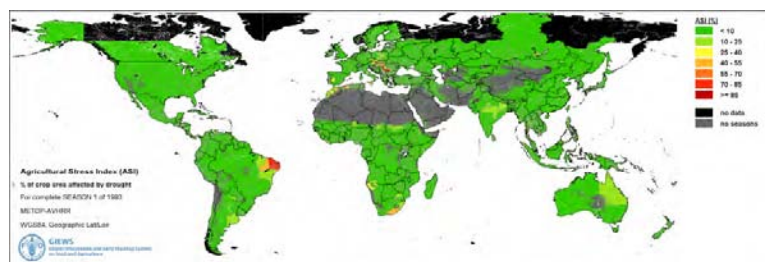 ASI (%)
< 10
10 - 25
25 - 40
40 - 55
55 - 70
70 - 85
>= 85
no data
no seasons
Agricultural Stress Index (ASI)
% of crop area affected by drought
For complete SEASON 1 of
METOP-AVHRR
WGS84, Geographic Lat/Lon
GIEWS